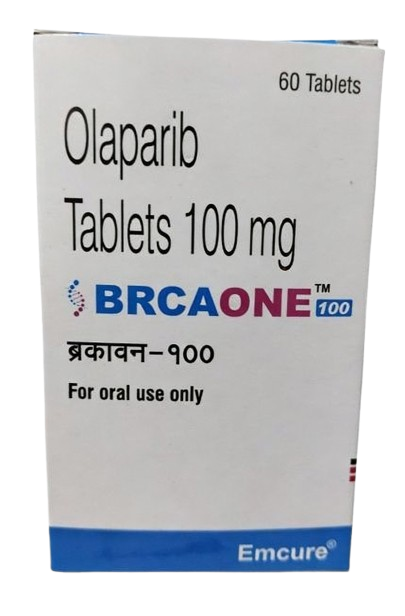 60 Tablets
Olaparib
Tablets 100 mg
BRCAONE™ 100
ब्रकावन-१००
For oral use only
Emcure®